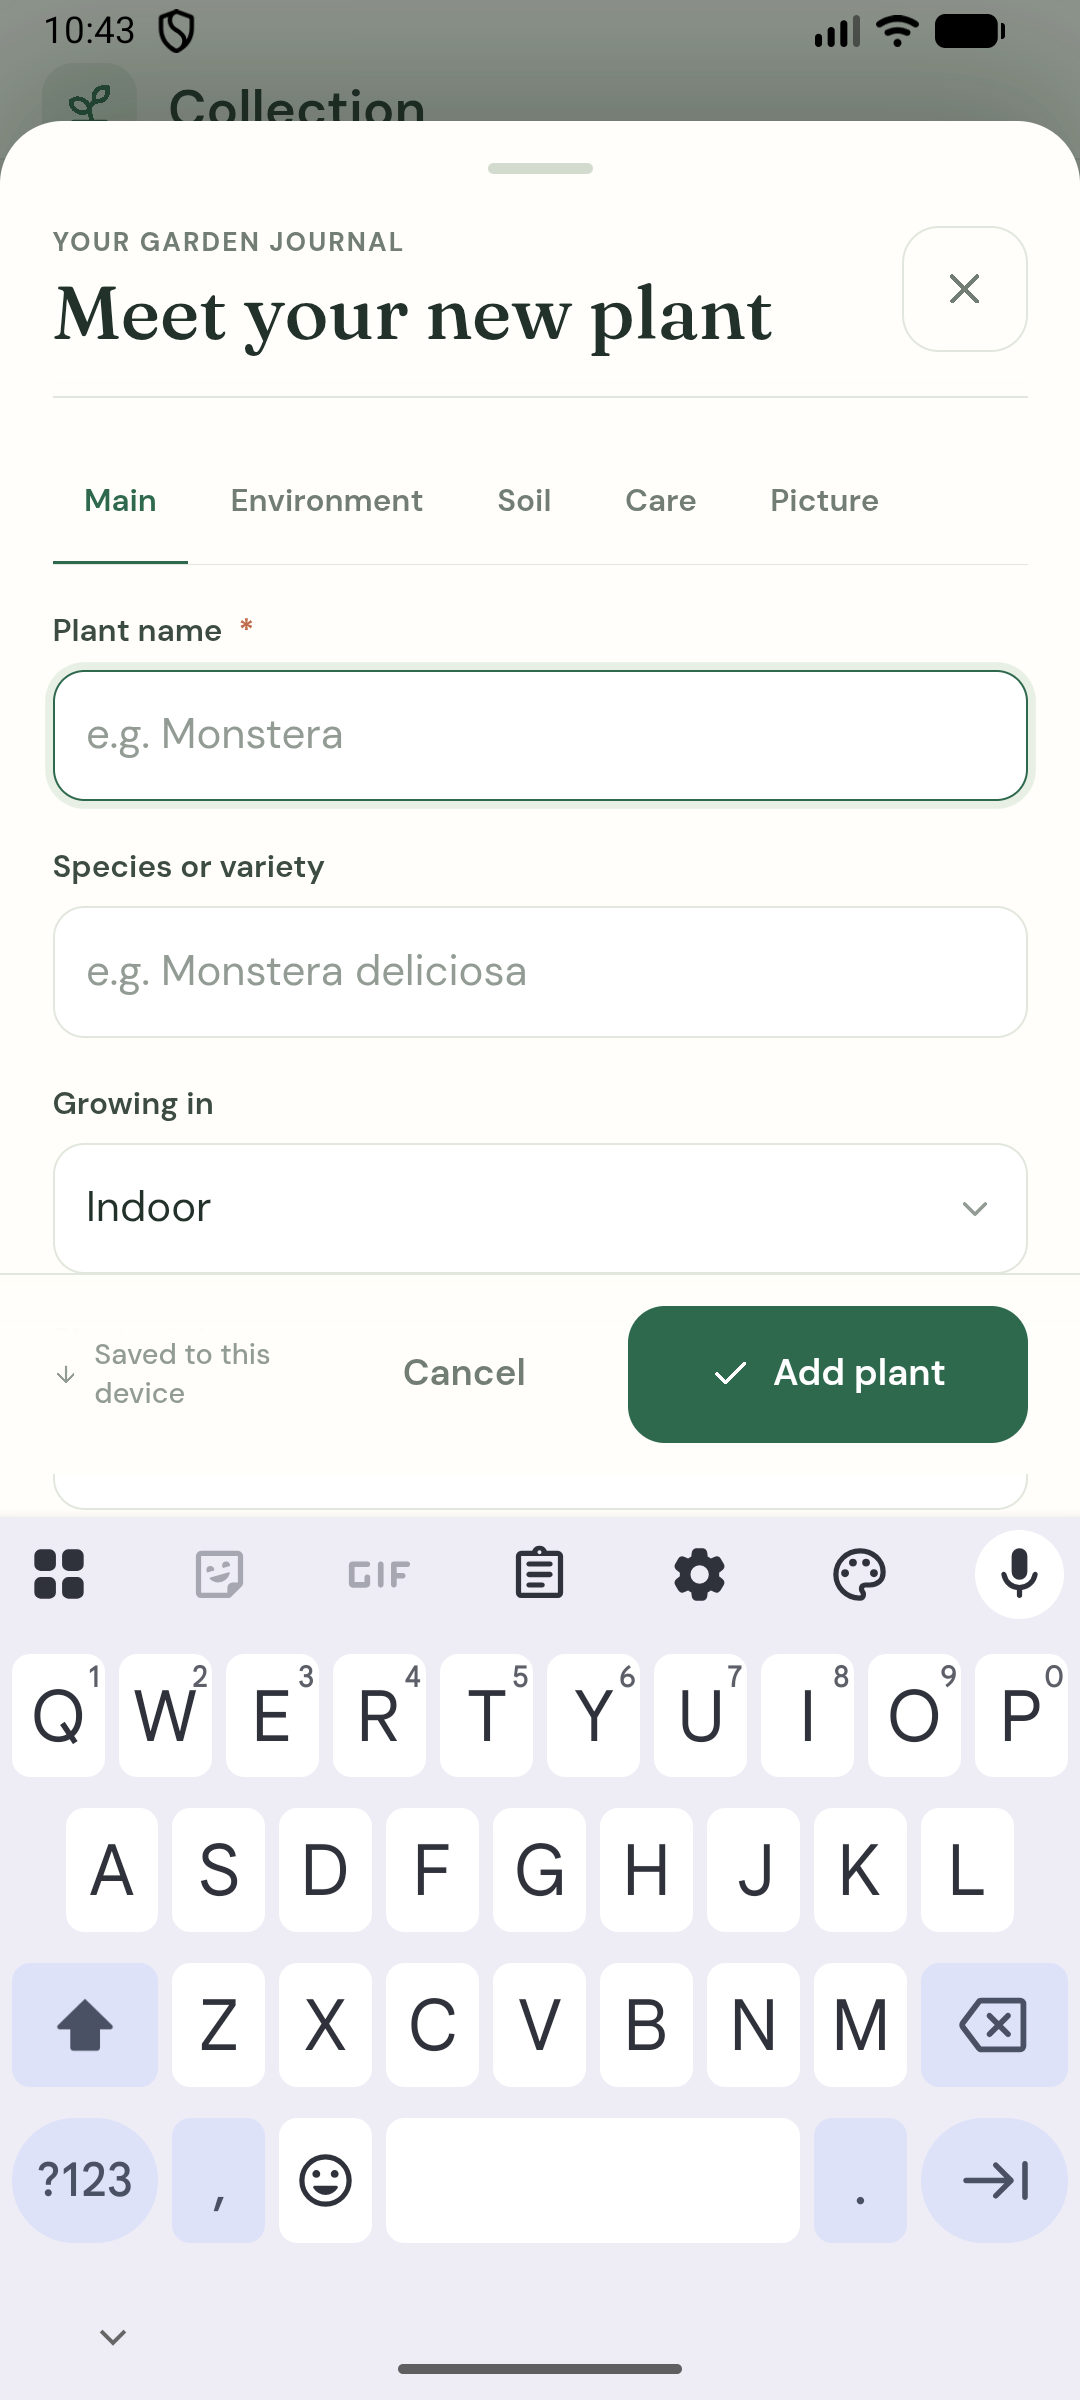 10:43
Collection
YOUR GARDEN JOURNAL
Meet your new plant
Main Environment Soil Care Picture
Plant name *
e.g. Monstera
Species or variety
e.g. Monstera deliciosa
Growing in
Indoor
Saved to this
device
Cancel
Add plant
GIF
Q1 W2 E3 R4 T5 Y6 U7 I8 O9 P0
A S D F G H J K L
Z X C V B N M
?123 , .